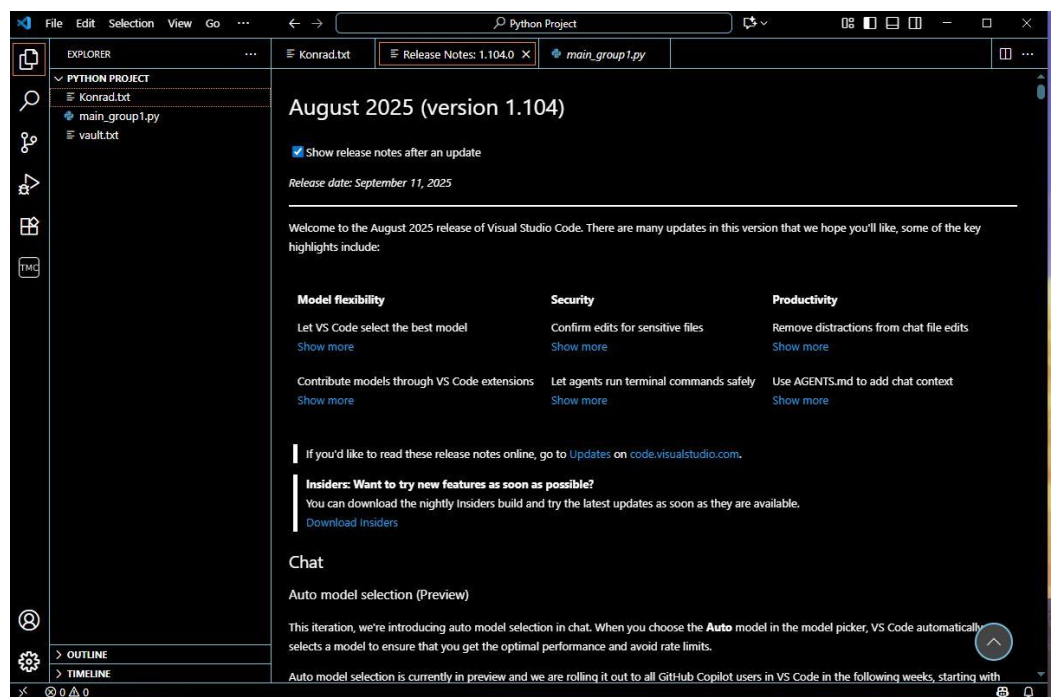 File Edit Selection View Go ···
Python Project
EXPLORER ···
Konrad.txt
Release Notes: 1.104.0
main_group1.py
PYTHON PROJECT
Konrad.txt
main_group1.py
vault.txt
TMC
August 2025 (version 1.104)
Show release notes after an update
Release date: September 11, 2025
Welcome to the August 2025 release of Visual Studio Code. There are many updates in this version that we hope you'll like, some of the key
highlights include:
Model flexibility Security Productivity
Let VS Code select the best model Confirm edits for sensitive files Remove distractions from chat file edits
Show more Show more Show more
Contribute models through VS Code extensions Let agents run terminal commands safely Use AGENTS.md to add chat context
Show more Show more Show more
If you'd like to read these release notes online, go to Updates on code.visualstudio.com.
Insiders: Want to try new features as soon as possible?
You can download the nightly Insiders build and try the latest updates as soon as they are available.
Download Insiders
Chat
Auto model selection (Preview)
This iteration, we're introducing auto model selection in chat. When you choose the Auto model in the model picker, VS Code automatically
selects a model to ensure that you get the optimal performance and avoid rate limits.
Auto model selection is currently in preview and we are rolling it out to all GitHub Copilot users in VS Code in the following weeks, starting with
OUTLINE
TIMELINE
0 0